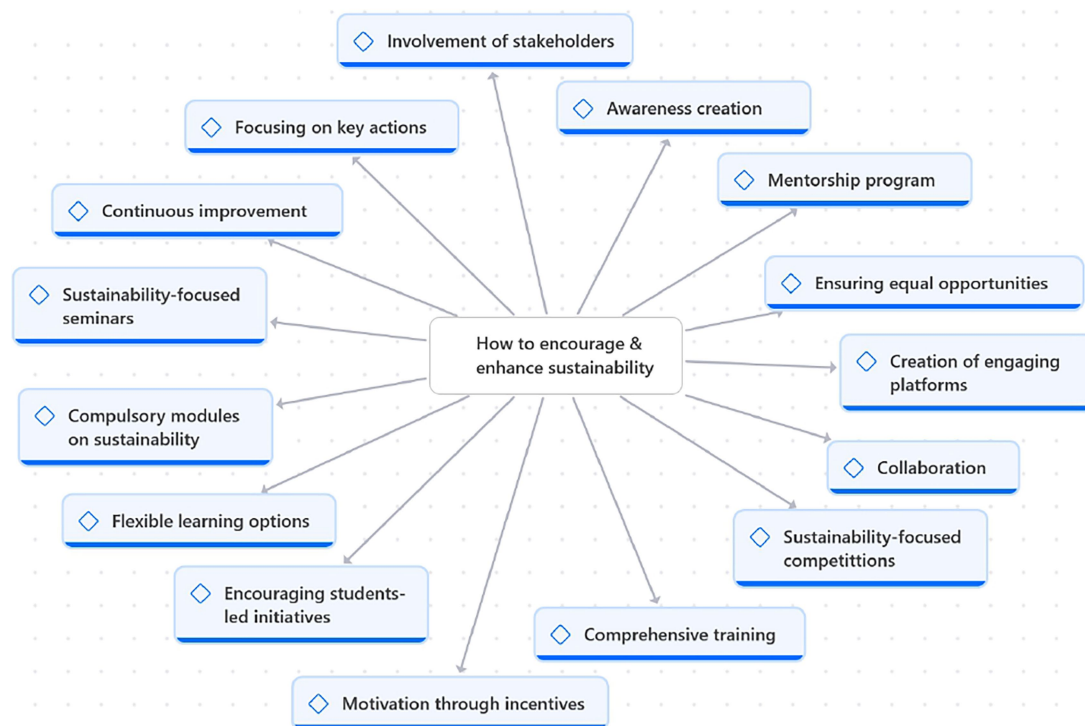 Involvement of stakeholders
Awareness creation
Focusing on key actions
Mentorship program
Continuous improvement
Ensuring equal opportunities
Sustainability-focused
seminars
How to encourage &
enhance sustainability
Creation of engaging
platforms
Compulsory modules
on sustainability
Collaboration
Flexible learning options
Sustainability-focused
competittions
Encouraging students-
led initiatives
Comprehensive training
Motivation through incentives